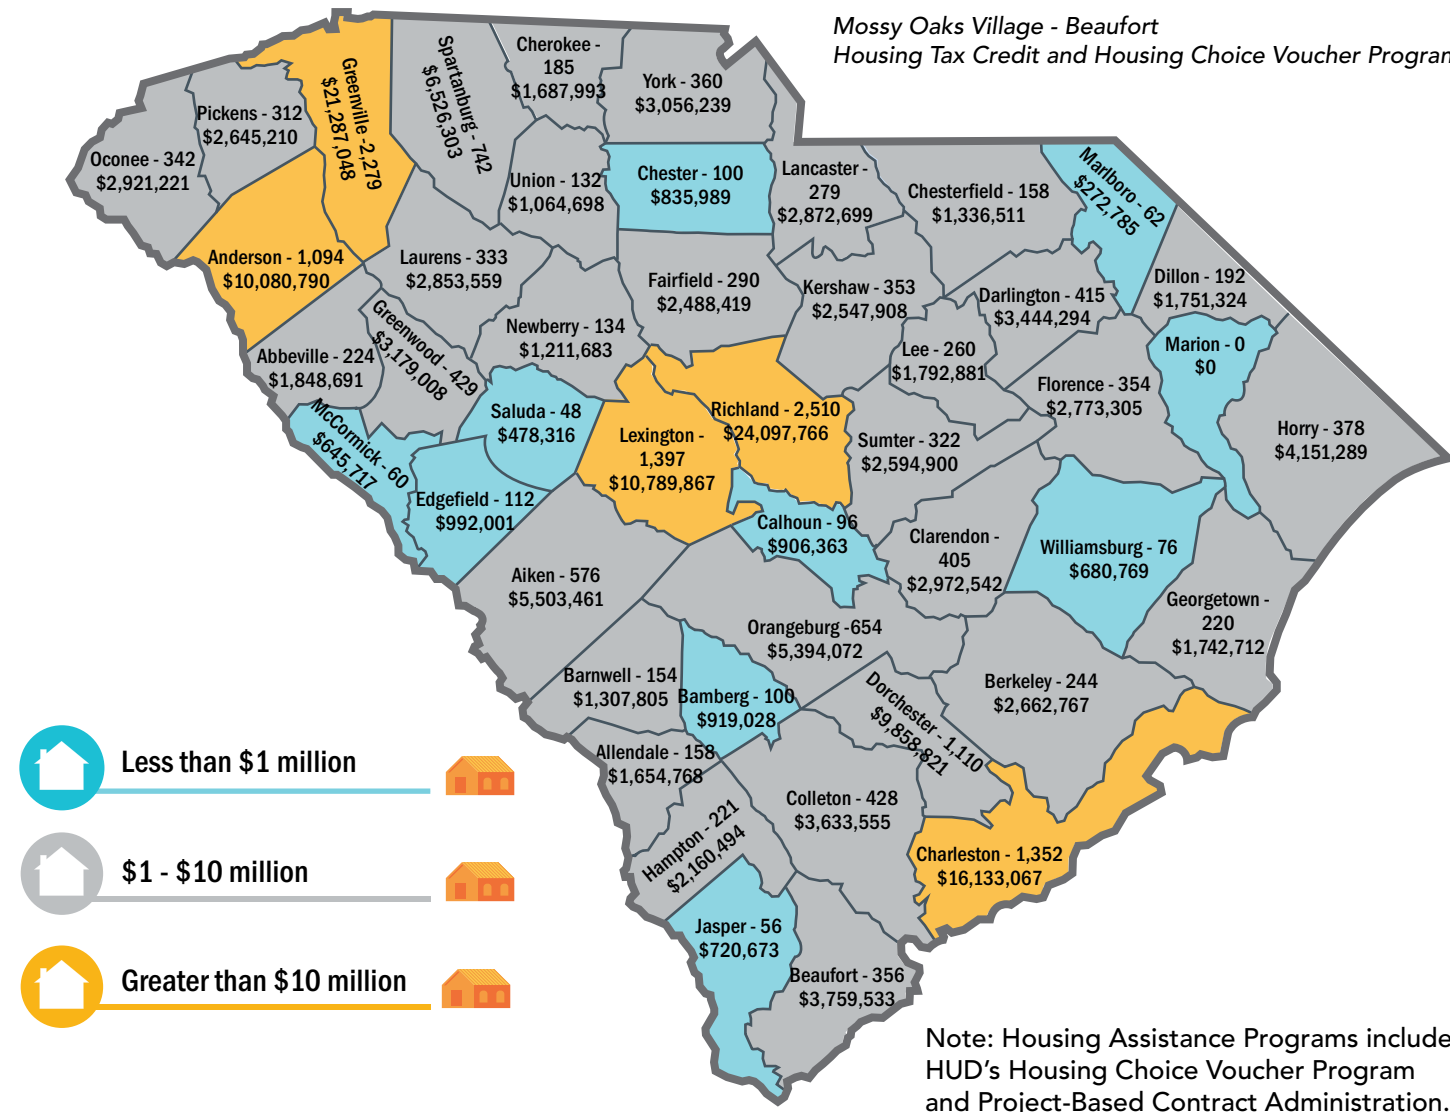 Mossy Oaks Village - Beaufort
Housing Tax Credit and Housing Choice Voucher Program
Cherokee -
185
$1,687,993
York - 360
$3,056,239
Spartanburg - 742
$6,526,303
Greenville -2,279
$21,287,048
Pickens - 312
$2,645,210
Oconee - 342
$2,921,221
Union - 132
$1,064,698
Chester - 100
$835,989
Lancaster -
279
$2,872,699
Chesterfield - 158
$1,336,511
Marlboro - 62
$272,785
Anderson - 1,094
$10,080,790
Laurens - 333
$2,853,559
Fairfield - 290
$2,488,419
Kershaw - 353
$2,547,908
Darlington - 415
$3,444,294
Dillon - 192
$1,751,324
Abbeville - 224
$1,848,691
Greenwood - 429
$3,179,008
Newberry - 134
$1,211,683
Lee - 260
$1,792,881
Florence - 354
$2,773,305
Marion - 0
$0
McCormick - 60
$645,717
Saluda - 48
$478,316
Lexington -
1,397
$10,789,867
Richland - 2,510
$24,097,766
Sumter - 322
$2,594,900
Horry - 378
$4,151,289
Edgefield - 112
$992,001
Calhoun - 96
$906,363
Clarendon -
405
$2,972,542
Williamsburg - 76
$680,769
Aiken - 576
$5,503,461
Georgetown -
220
$1,742,712
Orangeburg -654
$5,394,072
Barnwell - 154
$1,307,805
Bamberg - 100
$919,028
Dorchester - 1,110
$9,858,821
Berkeley - 244
$2,662,767
Allendale - 158
$1,654,768
Colleton - 428
$3,633,555
Hampton - 221
$2,160,494
Charleston - 1,352
$16,133,067
Jasper - 56
$720,673
Beaufort - 356
$3,759,533
Less than $1 million
$1 - $10 million
Greater than $10 million
Note: Housing Assistance Programs include
HUD’s Housing Choice Voucher Program
and Project-Based Contract Administration.